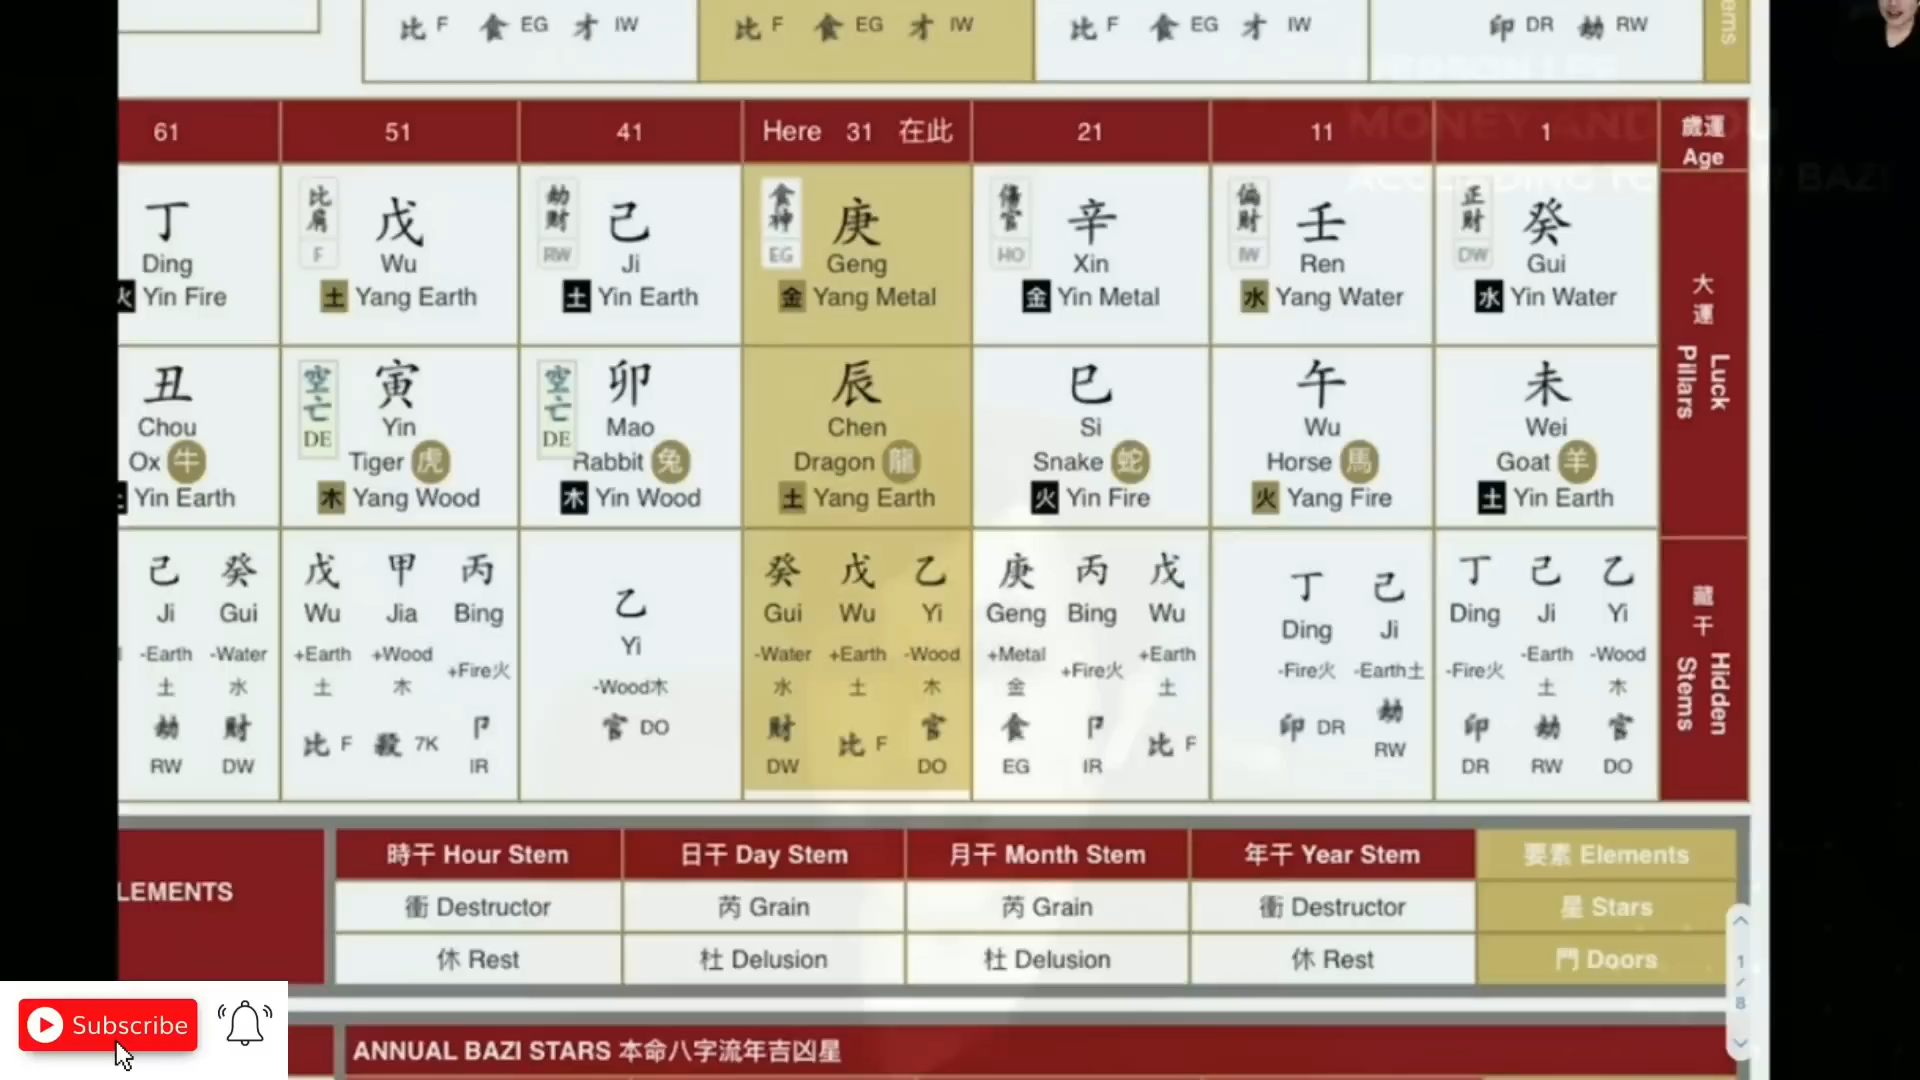 比 F 食 EG 才 IW
比 F 食 EG 才 IW
比 F 食 EG 才 IW
印 DR 劫 RW
61
51
41
Here 31 在此
21
11
1
歲運
Age
丁
Ding
火 Yin Fire
比肩
F
戊
Wu
土 Yang Earth
劫財
RW
己
Ji
土 Yin Earth
食神
EG
庚
Geng
金 Yang Metal
傷官
HO
辛
Xin
金 Yin Metal
偏財
IW
壬
Ren
水 Yang Water
正財
DW
癸
Gui
水 Yin Water
大運
Luck
Pillars
丑
Chou
Ox 牛
土 Yin Earth
空亡
DE
寅
Yin
Tiger 虎
木 Yang Wood
空亡
DE
卯
Mao
Rabbit 兔
木 Yin Wood
辰
Chen
Dragon 龍
土 Yang Earth
巳
Si
Snake 蛇
火 Yin Fire
午
Wu
Horse 馬
火 Yang Fire
未
Wei
Goat 羊
土 Yin Earth
己 癸
Ji Gui
-Earth -Water
土 水
劫 財
RW DW
戊 甲 丙
Wu Jia Bing
+Earth +Wood +Fire火
土 木
比 F 殺 7K 卩
IR
乙
Yi
-Wood木
官 DO
癸 戊 乙
Gui Wu Yi
-Water +Earth -Wood
水 土 木
財 比 F 官
DW DO
庚 丙 戊
Geng Bing Wu
+Metal +Fire火 +Earth
金 土
食 卩 比 F
EG IR
丁 己
Ding Ji
-Fire火 -Earth土
印 DR 劫
RW
丁 己 乙
Ding Ji Yi
-Fire火 -Earth -Wood
土 木
印 劫 官
DR RW DO
藏干
Hidden
Stems
LEMENTS
時干 Hour Stem
日干 Day Stem
月干 Month Stem
年干 Year Stem
要素 Elements
衝 Destructor
芮 Grain
芮 Grain
衝 Destructor
星 Stars
休 Rest
杜 Delusion
杜 Delusion
休 Rest
門 Doors
1
/
8
Subscribe
ANNUAL BAZI STARS 本命八字流年吉凶星